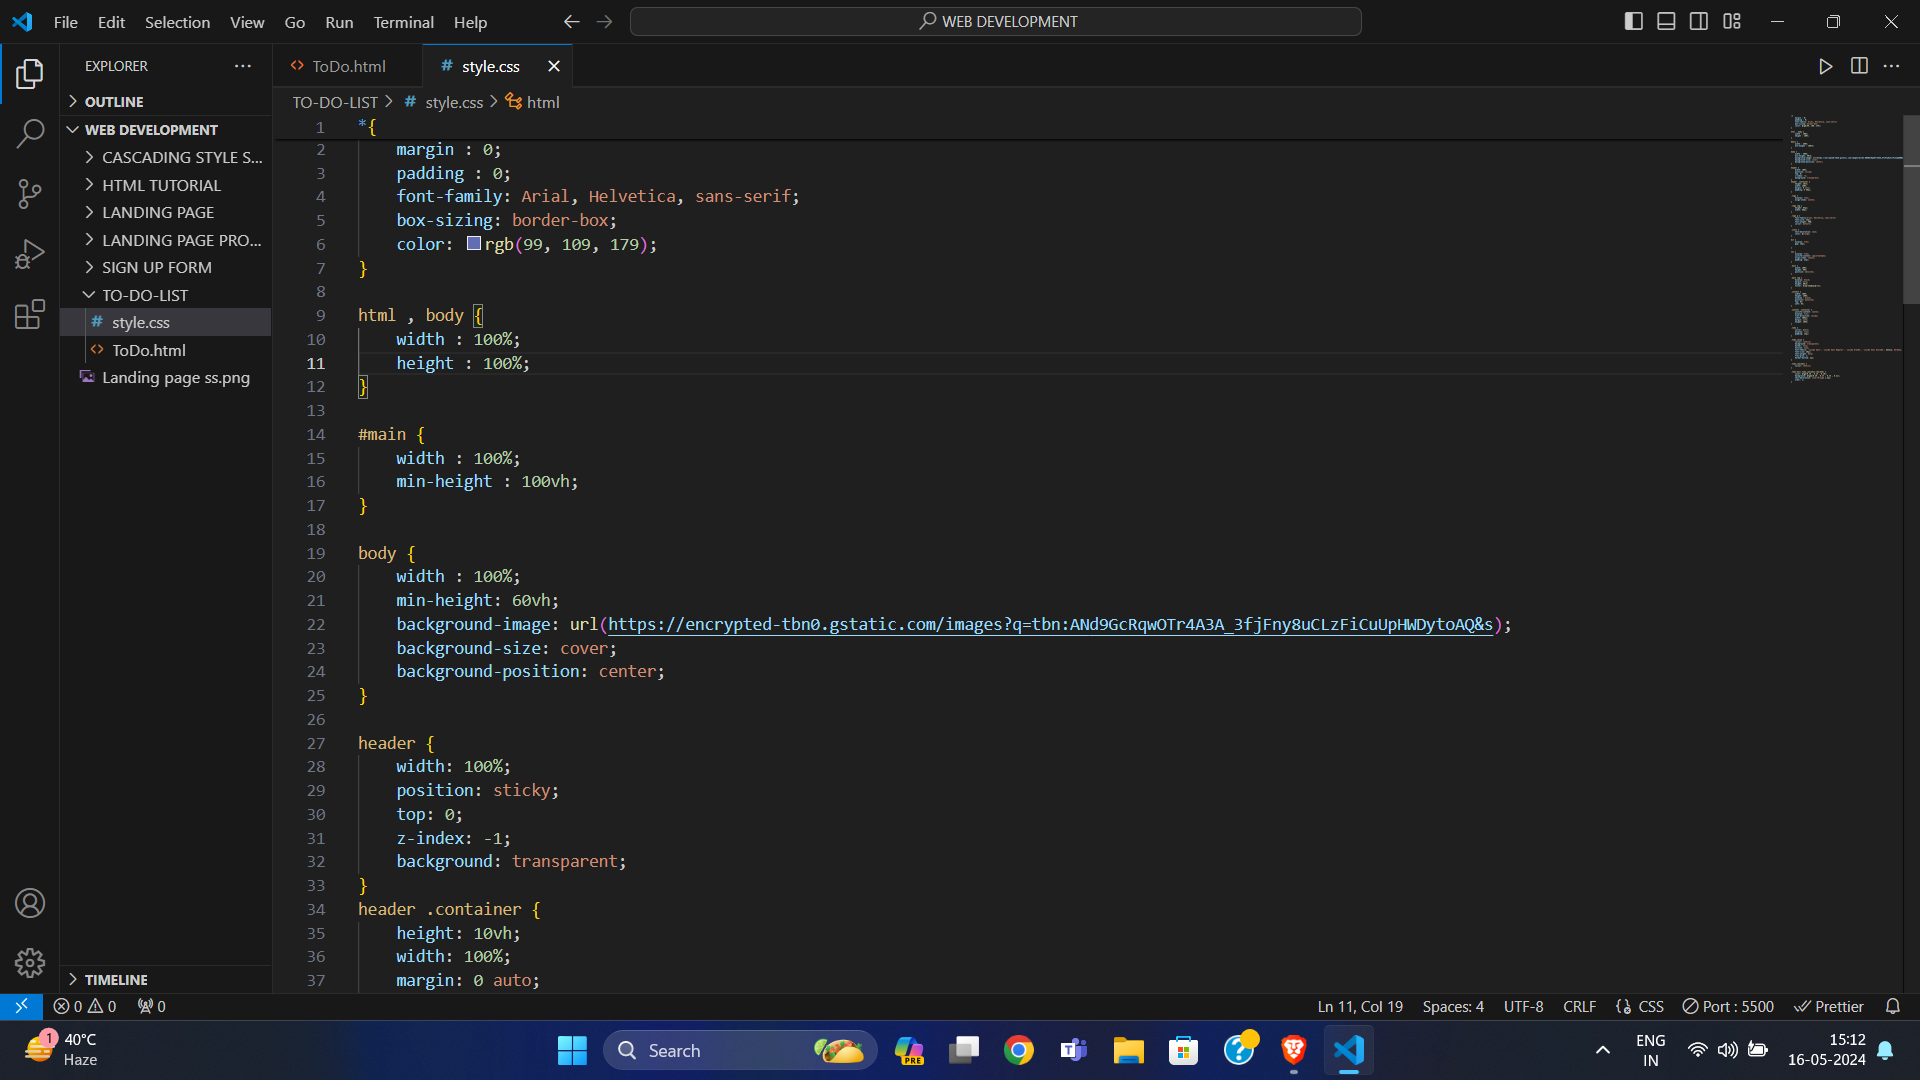 File Edit Selection View Go Run Terminal Help
WEB DEVELOPMENT
EXPLORER
OUTLINE
WEB DEVELOPMENT
CASCADING STYLE S...
HTML TUTORIAL
LANDING PAGE
LANDING PAGE PRO...
SIGN UP FORM
TO-DO-LIST
# style.css
<> ToDo.html
Landing page ss.png
TIMELINE
<> ToDo.html
# style.css
TO-DO-LIST > # style.css > html
1 *{
2 margin : 0;
3 padding : 0;
4 font-family: Arial, Helvetica, sans-serif;
5 box-sizing: border-box;
6 color: rgb(99, 109, 179);
7 }
8
9 html , body {
10 width : 100%;
11 height : 100%;
12 }
13
14 #main {
15 width : 100%;
16 min-height : 100vh;
17 }
18
19 body {
20 width : 100%;
21 min-height: 60vh;
22 background-image: url(https://encrypted-tbn0.gstatic.com/images?q=tbn:ANd9GcRqwOTr4A3A_3fjFny8uCLzFiCuUpHWDytoAQ&s);
23 background-size: cover;
24 background-position: center;
25 }
26
27 header {
28 width: 100%;
29 position: sticky;
30 top: 0;
31 z-index: -1;
32 background: transparent;
33 }
34 header .container {
35 height: 10vh;
36 width: 100%;
37 margin: 0 auto;
0 0 0
Ln 11, Col 19 Spaces: 4 UTF-8 CRLF {} CSS Port : 5500 Prettier
1
40°C
Haze
Search
PRE
ENG
IN
15:12
16-05-2024